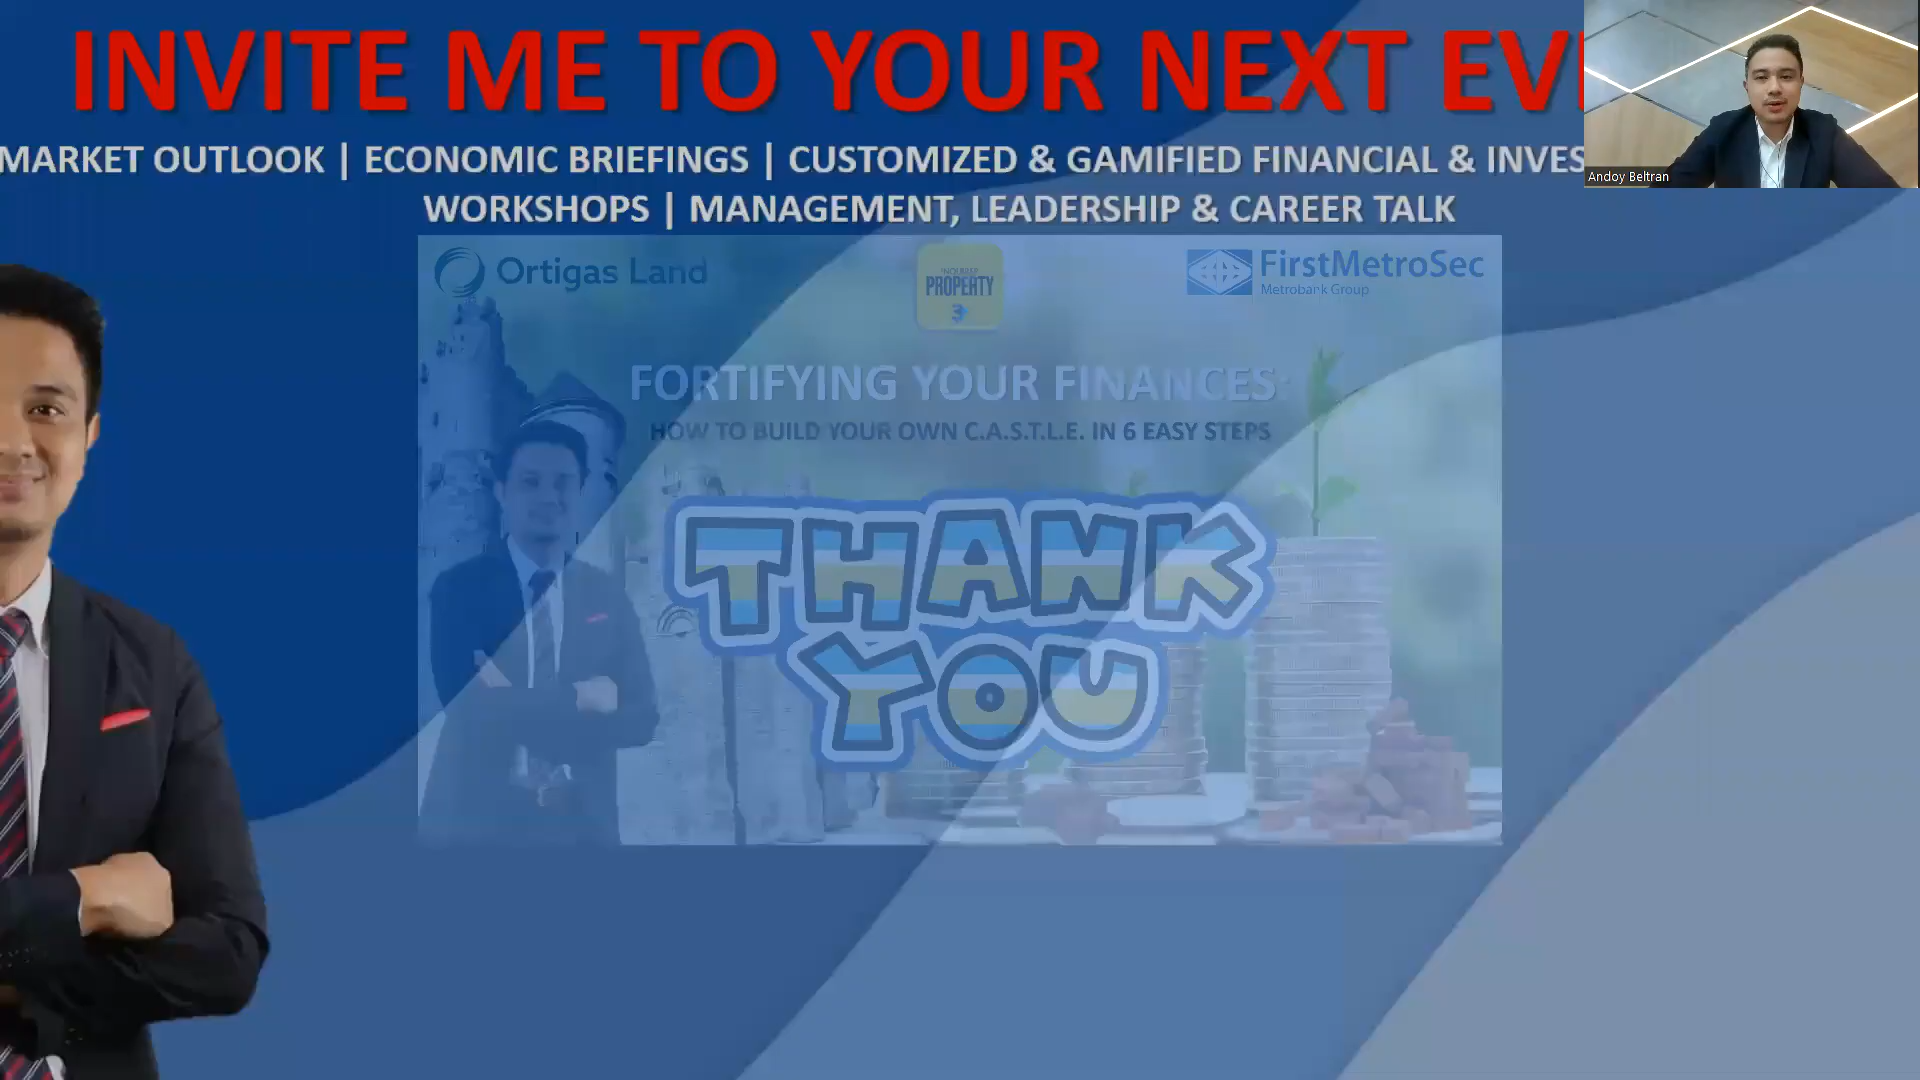 INVITE ME TO YOUR NEXT
MARKET OUTLOOK | ECONOMIC BRIEFINGS | CUSTOMIZED & GAMIFIED FINANCIAL &
WORKSHOPS | MANAGEMENT, LEADERSHIP & CAREER TALK
Andoy Beltran
Ortigas Land
PROPERTY
FirstMetroSec
Metrobank Group
FORTIFYING YOUR FINANCES:
HOW TO BUILD YOUR OWN C.A.S.T.L.E. IN 6 EASY STEPS
THANK
YOU